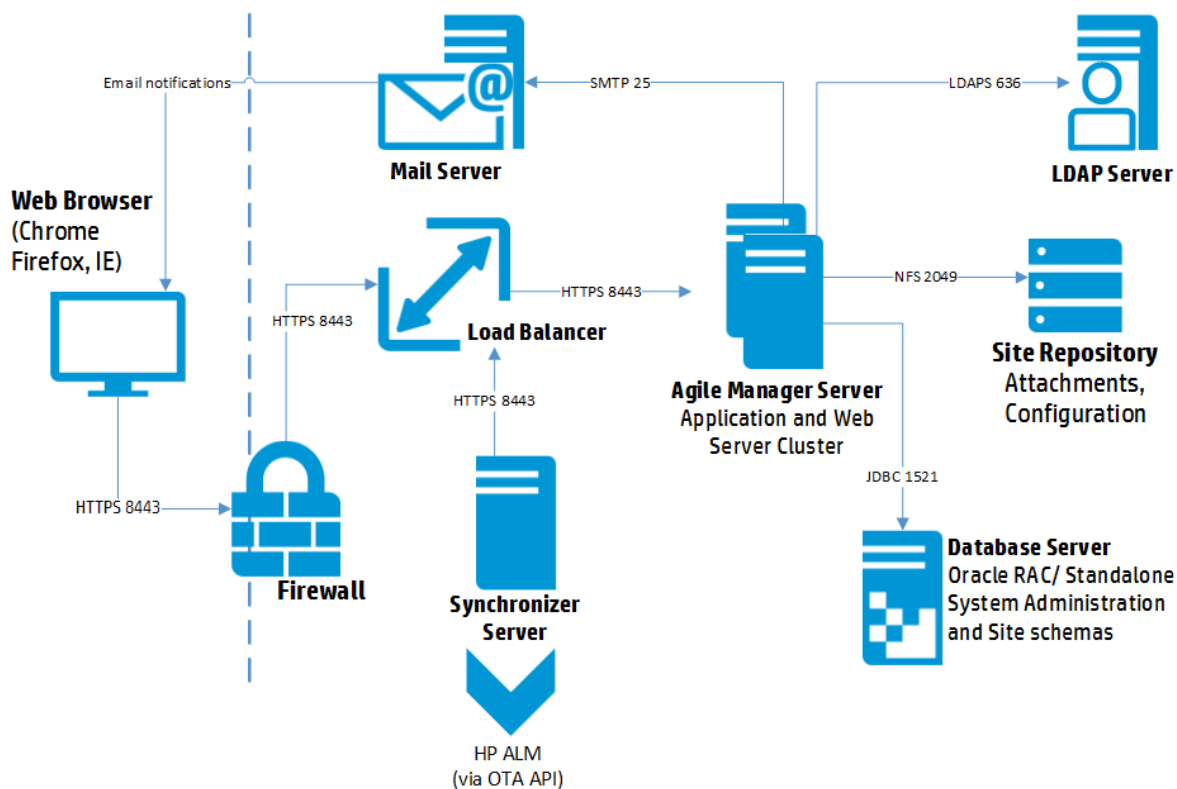 Email notifications
SMTP 25
LDAPS 636
Mail Server
LDAP Server
Web Browser
(Chrome
Firefox, IE)
HTTPS 8443
HTTPS 8443
Load Balancer
HTTPS 8443
NFS 2049
Site Repository
Attachments,
Configuration
Agile Manager Server
Application and Web
Server Cluster
HTTPS 8443
JDBC 1521
HTTPS 8443
Firewall
Synchronizer
Server
Database Server
Oracle RAC/ Standalone
System Administration
and Site schemas
HP ALM
(via OTA API)